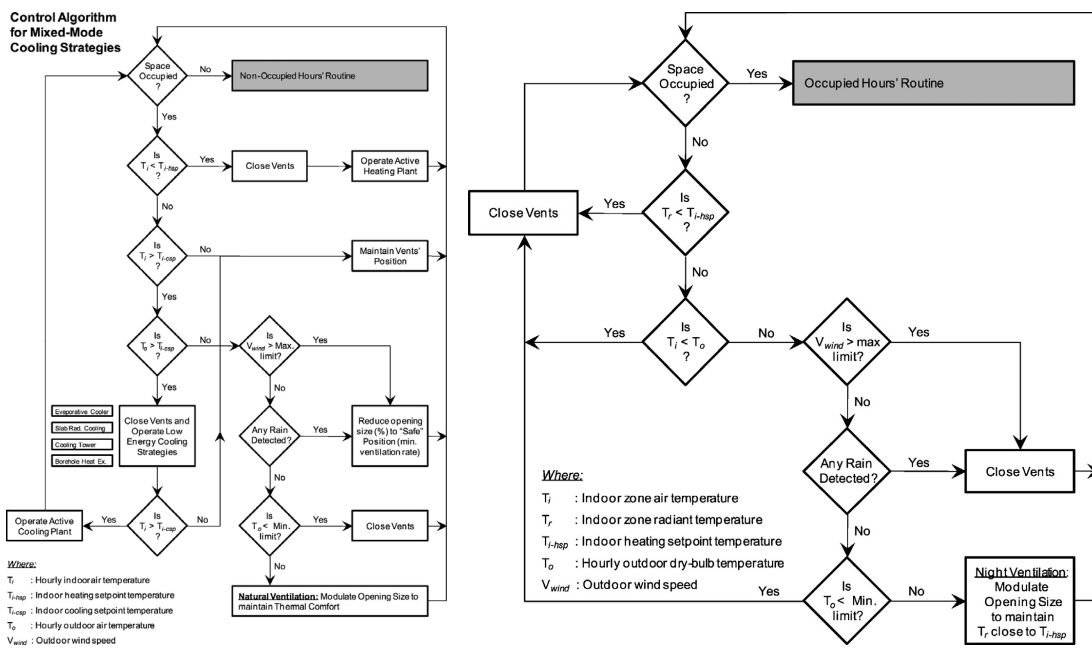 Control Algorithm
for Mixed-Mode
Cooling Strategies
Space
Occupied
?
No
Non-Occupied Hours' Routine
Yes
Is
Ti < Ti-hsp
?
Yes
Close Vents
Operate Active
Heating Plant
No
Is
Ti > Ti-csp
?
No
Maintain Vents'
Position
Yes
Is
To > Ti-csp
?
No
Is
Vwind > Max.
limit?
Yes
Yes
No
Evaporative Cooler
Slab Rad. Cooling
Cooling Tower
Borehole Heat Ex.
Close Vents and
Operate Low
Energy Cooling
Strategies
Any Rain
Detected?
Yes
Reduce opening
size (%) to "Safe"
Position (min.
ventilation rate)
No
Operate Active
Cooling Plant
Yes
Is
Ti > Ti-csp
?
No
Is
To < Min.
limit?
Yes
Close Vents
No
Natural Ventilation: Modulate Opening Size to
maintain Thermal Comfort
Where:
Ti : Hourly indoor air temperature
Ti-hsp : Indoor heating setpoint temperature
Ti-csp : Indoor cooling setpoint temperature
To : Hourly outdoor air temperature
Vwind : Outdoor wind speed
Space
Occupied
?
Yes
Occupied Hours' Routine
No
Is
Tr < Ti-hsp
?
Yes
Close Vents
No
Is
Ti < To
?
Yes
No
Is
Vwind > max
limit?
Yes
No
Any Rain
Detected?
Yes
Close Vents
No
Is
To < Min.
limit?
Yes
No
Night Ventilation:
Modulate
Opening Size
to maintain
Tr close to Ti-hsp
Where:
Ti : Indoor zone air temperature
Tr : Indoor zone radiant temperature
Ti-hsp : Indoor heating setpoint temperature
To : Hourly outdoor dry-bulb temperature
Vwind : Outdoor wind speed